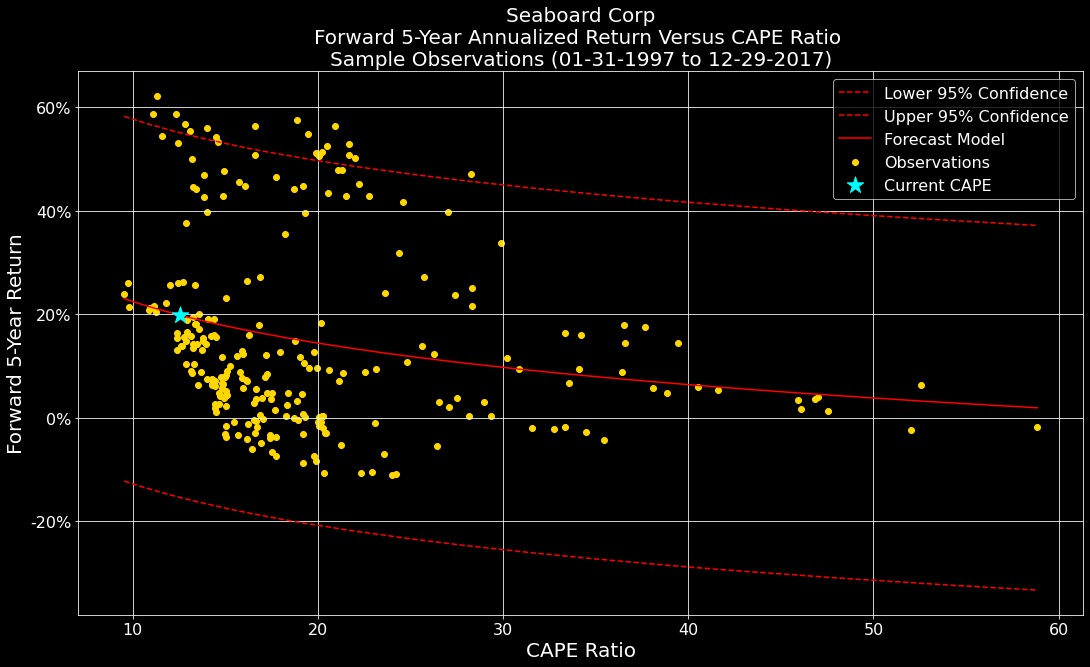 Seaboard Corp
Forward 5-Year Annualized Return Versus CAPE Ratio
Sample Observations (01-31-1997 to 12-29-2017)
Lower 95% Confidence
Upper 95% Confidence
Forecast Model
Observations
Current CAPE
Forward 5-Year Return
60%
40%
20%
0%
-20%
10 20 30 40 50 60
CAPE Ratio